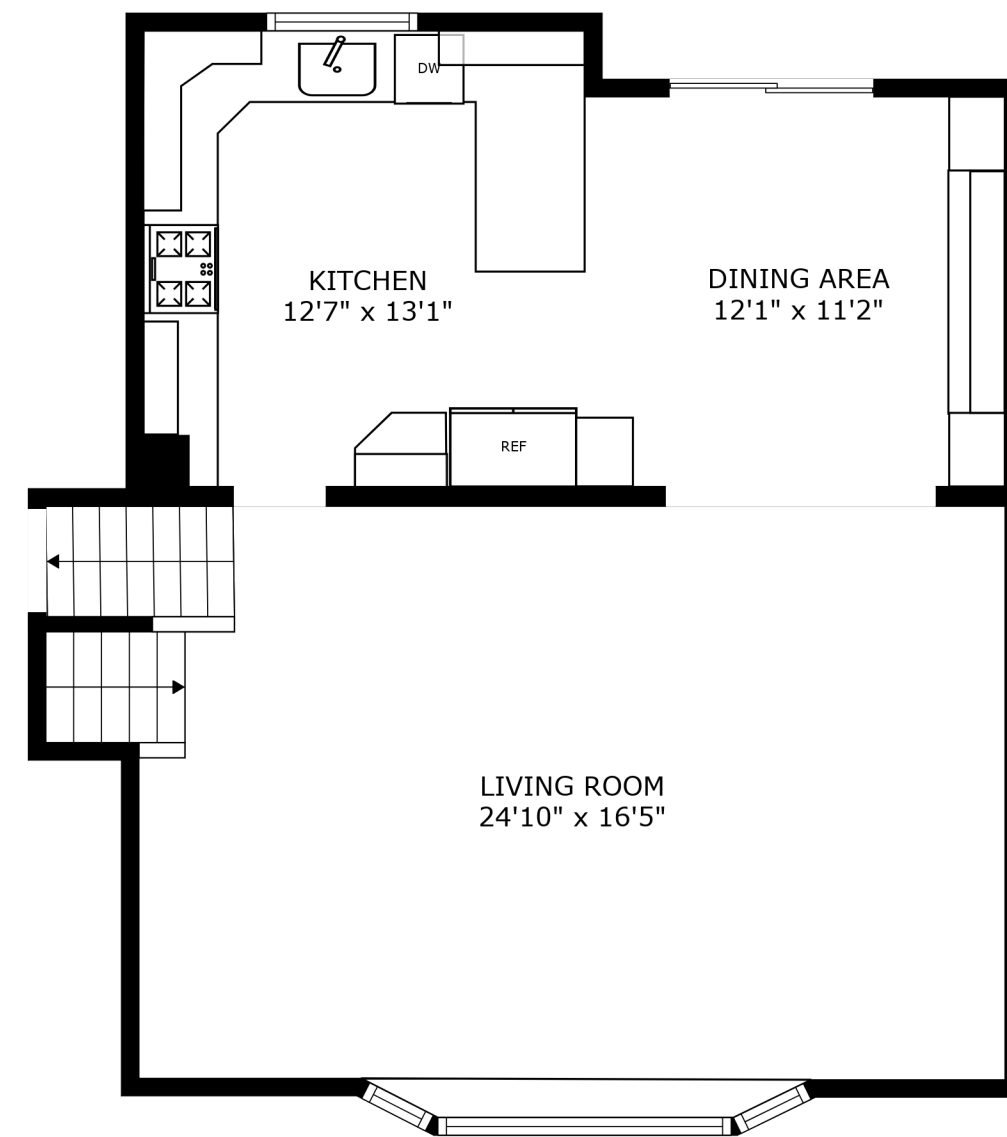 DW
KITCHEN
12'7" x 13'1"
DINING AREA
12'1" x 11'2"
REF
LIVING ROOM
24'10" x 16'5"